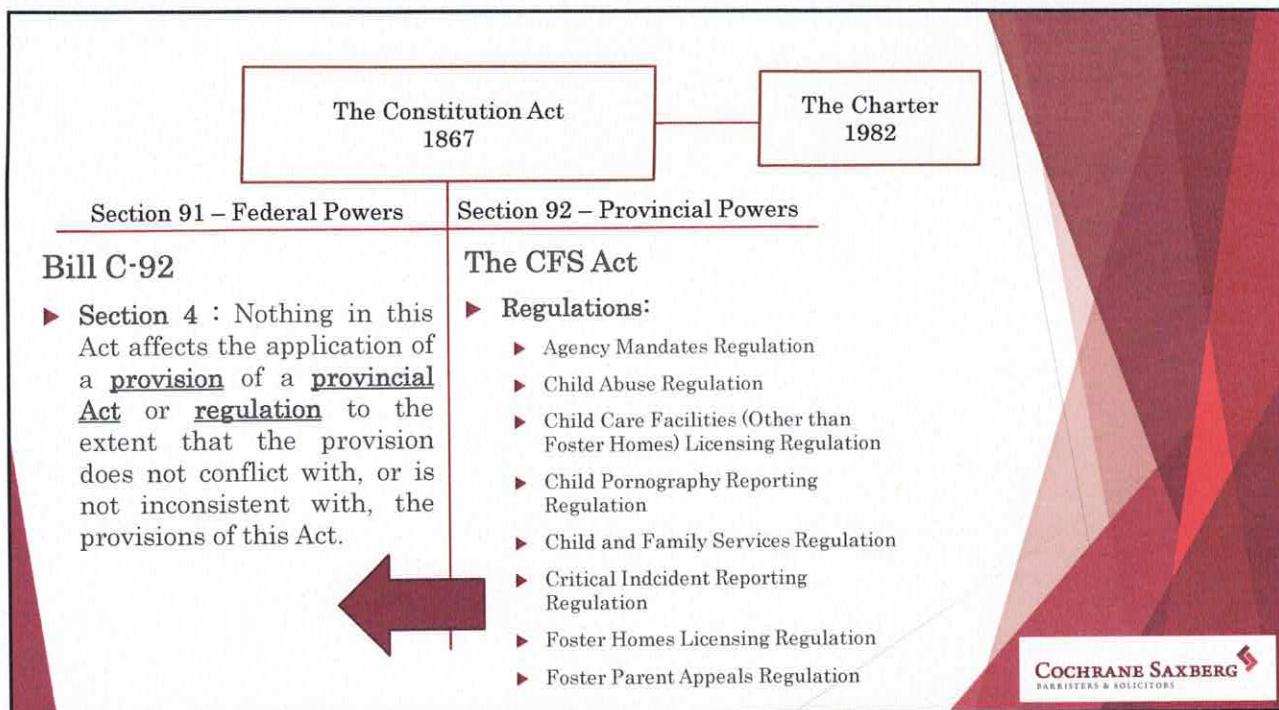 The Constitution Act
1867
The Charter
1982
Section 91 – Federal Powers
Section 92 – Provincial Powers
Bill C-92
Section 4 : Nothing in this
Act affects the application of
a provision of a provincial
Act or regulation to the
extent that the provision
does not conflict with, or is
not inconsistent with, the
provisions of this Act.
The CFS Act
Regulations:
Agency Mandates Regulation
Child Abuse Regulation
Child Care Facilities (Other than
Foster Homes) Licensing Regulation
Child Pornography Reporting
Regulation
Child and Family Services Regulation
Critical Indcident Reporting
Regulation
Foster Homes Licensing Regulation
Foster Parent Appeals Regulation
COCHRANE SAXBERG
BARRISTERS & SOLICITORS